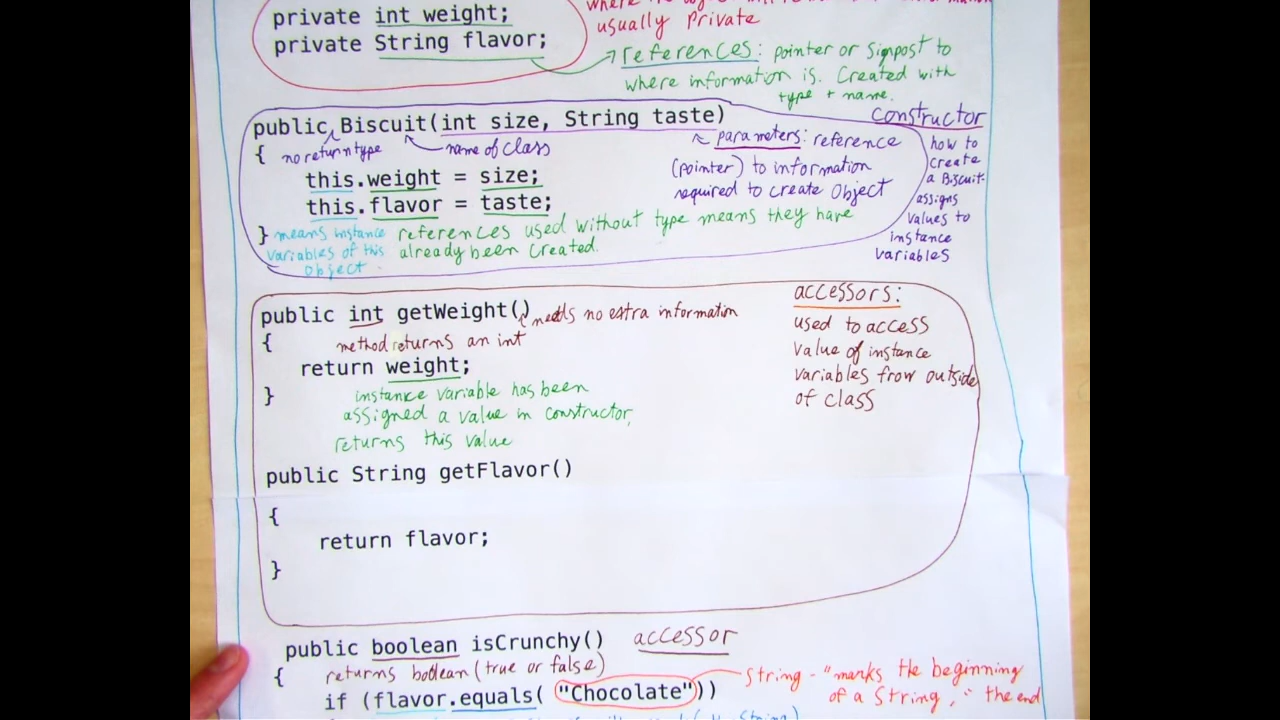 private int weight;
usually Private
private String flavor;
references: pointer or signpost to
where information is. Created with
type + name.
public Biscuit(int size, String taste)
constructor
{ no return type
name of class
parameters: reference
(pointer) to information
required to create Object
how to
create
a Biscuit-
assigns
values to
instance
variables
this.weight = size;
this.flavor = taste;
} means instance
variables of this
Object
references used without type means they have
already been created.
accessors:
used to access
value of instance
variables from outside
of class
public int getWeight() needs no extra information
{ method returns an int
return weight;
} instance variable has been
assigned a value in constructor,
returns this value
public String getFlavor()
{
return flavor;
}
public boolean isCrunchy() accessor
{ returns boolean (true or false)
String - " marks the beginning
of a String, " the end
if (flavor.equals( "Chocolate"))